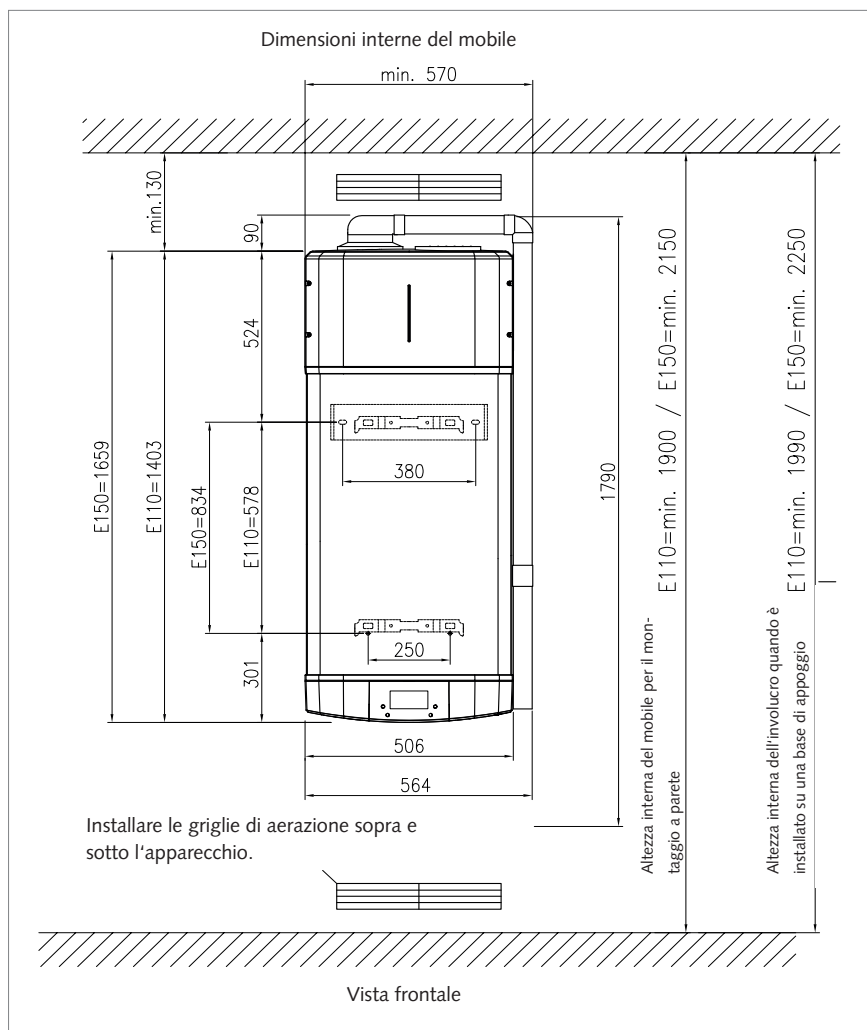 Dimensioni interne del mobile
min. 570
min.130
90
524
E150=1659
E110=1403
E150=834
E110=578
380
1790
301
250
506
564
E110=min. 1900 / E150=min. 2150
Altezza interna del mobile per il mon-
taggio a parete
E110=min. 1990 / E150=min. 2250
Altezza interna dell'involucro quando è
installato su una base di appoggio
Installare le griglie di aerazione sopra e
sotto l'apparecchio.
Vista frontale